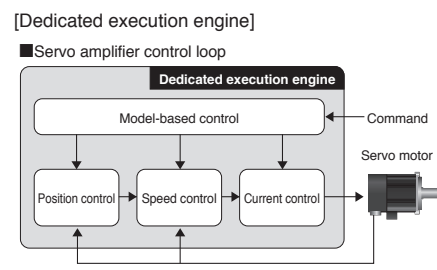 [Dedicated execution engine]
■Servo amplifier control loop
Dedicated execution engine
Model-based control
Command
Servo motor
Position control
Speed control
Current control